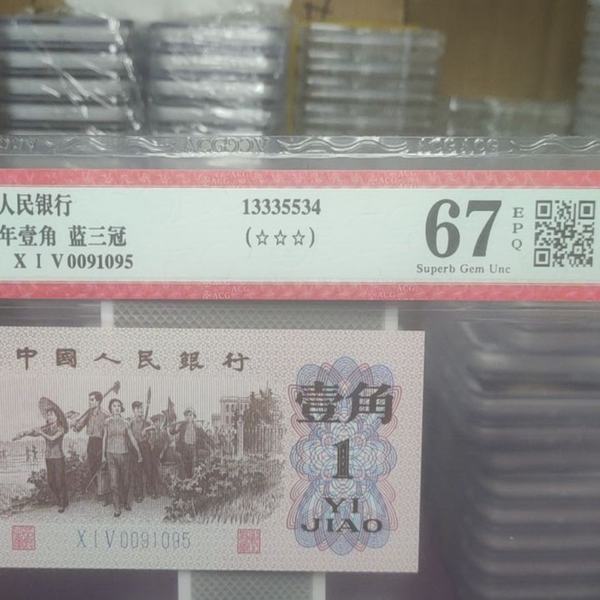 人民银行
13335534
67
EPQ
年壹角 蓝三冠
(☆☆☆)
X I V 0091095
Superb Gem Unc
中國人民銀行
壹角
1
YI
JIAO
X I V 0091095